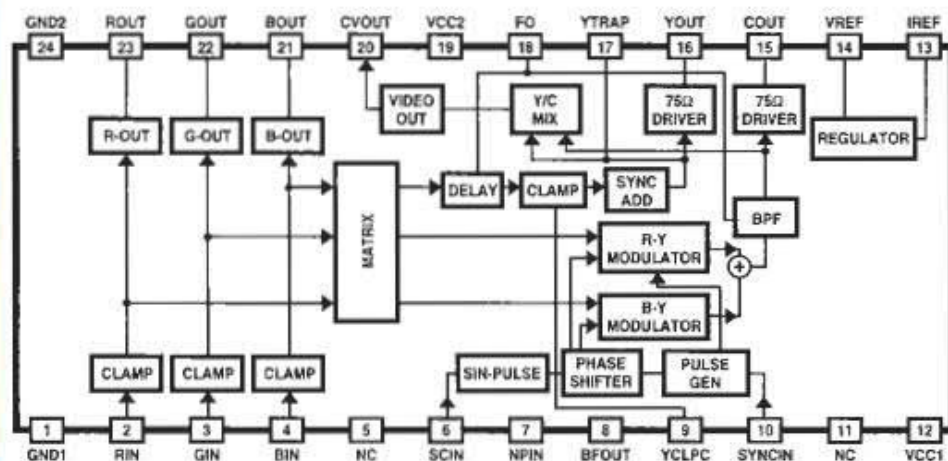 GND2 ROUT GOUT BOUT CVOUT VCC2 FO YTRAP YOUT COUT VREF IREF
24 23 22 21 20 19 18 17 16 15 14 13
VIDEO OUT
Y/C MIX
75Ω DRIVER
75Ω DRIVER
R-OUT G-OUT B-OUT
REGULATOR
MATRIX
DELAY
CLAMP
SYNC ADD
BPF
R-Y MODULATOR
+
B-Y MODULATOR
CLAMP CLAMP CLAMP
SIN-PULSE
PHASE SHIFTER
PULSE GEN
1 2 3 4 5 6 7 8 9 10 11 12
GND1 RIN GIN BIN NC SCIN NPIN BFOUT YCLPC SYNCIN NC VCC1